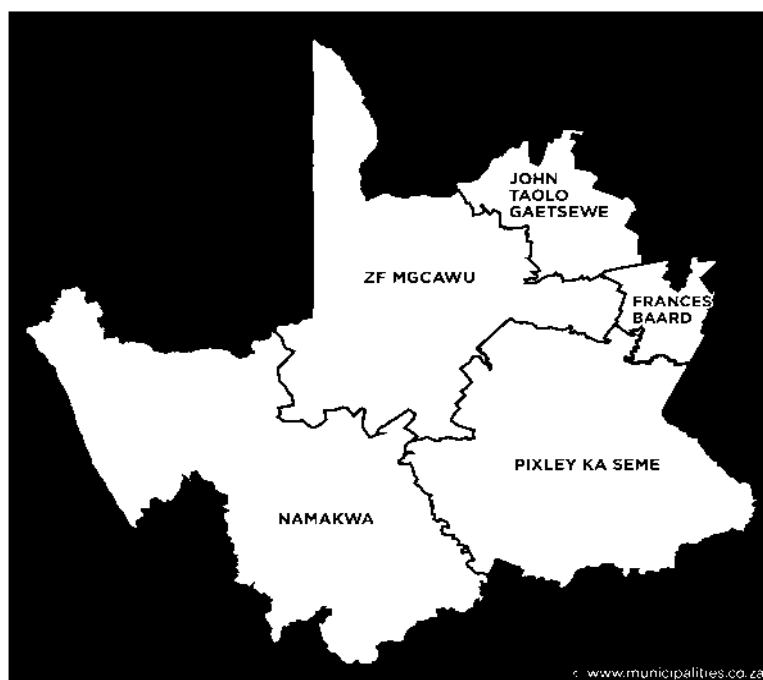 JOHN
TAOLO
GAETSEWE
ZF MGCAWU
FRANCES
BAARD
PIXLEY KA SEME
NAMAKWA
c www.municipalities.co.za